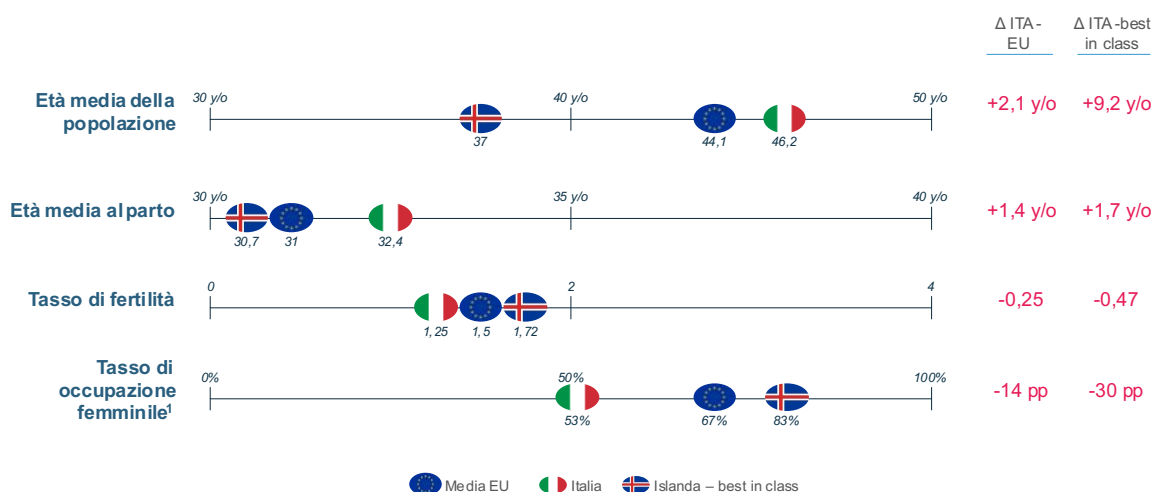 Δ ITA -
EU
Δ ITA -best
in class
Età media della
popolazione
30 y/o
40 y/o
50 y/o
37
44,1
46,2
+2,1 y/o
+9,2 y/o
Età media al parto
30 y/o
35 y/o
40 y/o
30,7
31
32,4
+1,4 y/o
+1,7 y/o
Tasso di fertilità
0
2
4
1,25
1,5
1,72
-0,25
-0,47
Tasso di
occupazione
femminile¹
0%
50%
100%
53%
67%
83%
-14 pp
-30 pp
Media EU
Italia
Islanda – best in class